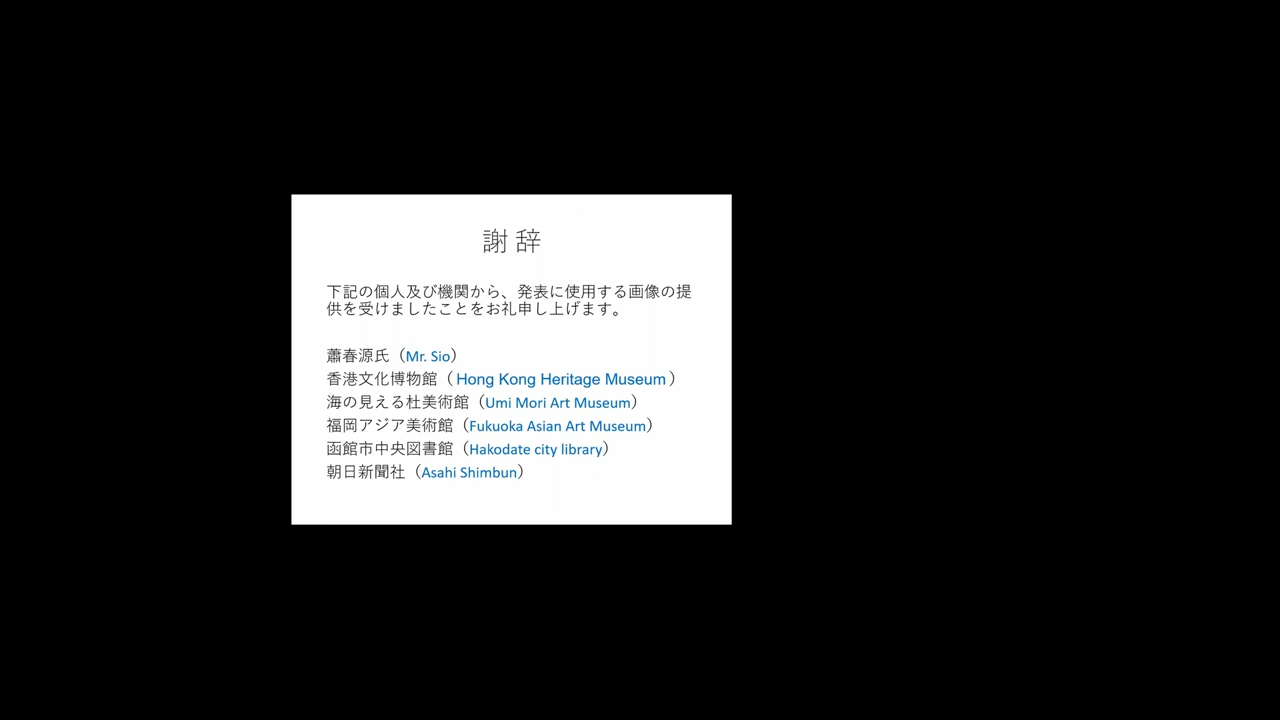 謝辞
下記の個人及び機関から、発表に使用する画像の提
供を受けましたことをお礼申し上げます。
蕭春源氏（Mr. Sio）
香港文化博物館（Hong Kong Heritage Museum）
海の見える杜美術館（Umi Mori Art Museum）
福岡アジア美術館（Fukuoka Asian Art Museum）
函館市中央図書館（Hakodate city library）
朝日新聞社（Asahi Shimbun）